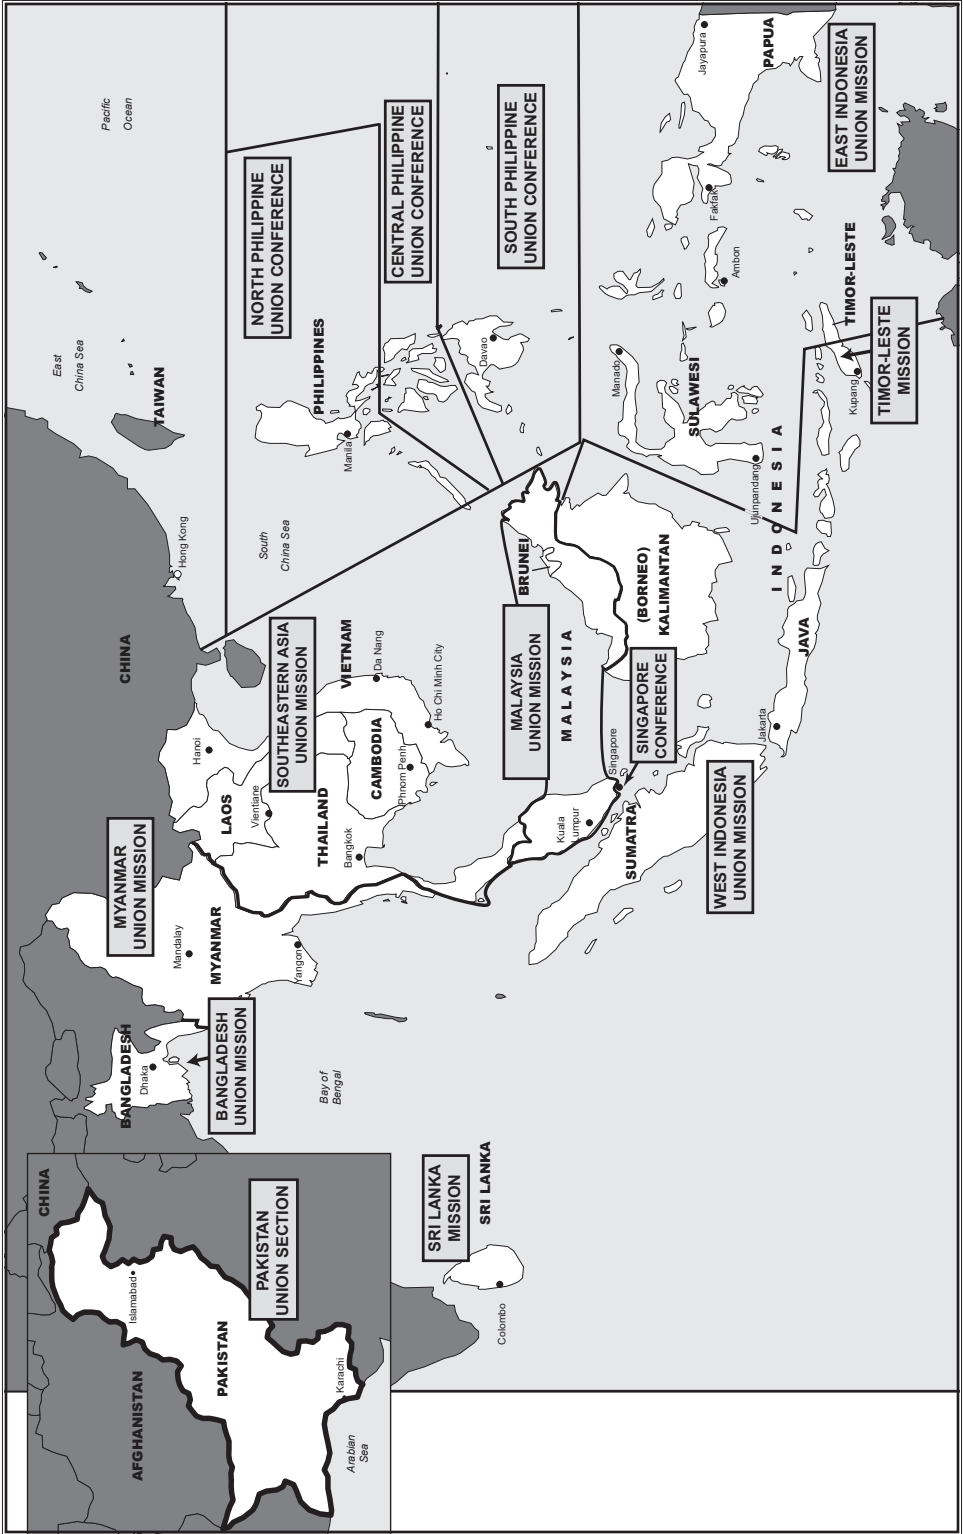 CHINA
AFGHANISTAN
Islamabad
PAKISTAN
PAKISTAN
UNION SECTION
Karachi
Arabian
Sea
BANGLADESH
Dhaka
BANGLADESH
UNION MISSION
Bay of
Bengal
SRI LANKA
MISSION
SRI LANKA
Colombo
MYANMAR
UNION MISSION
Mandalay
MYANMAR
Yangon
CHINA
Hanoi
LAOS
Vientiane
SOUTHEASTERN ASIA
UNION MISSION
THAILAND
Bangkok
VIETNAM
CAMBODIA
Phnom Penh
Da Nang
Ho Chi Minh City
Hong Kong
TAIWAN
East
China Sea
Pacific
Ocean
South
China Sea
NORTH PHILIPPINE
UNION CONFERENCE
PHILIPPINES
Manila
CENTRAL PHILIPPINE
UNION CONFERENCE
SOUTH PHILIPPINE
UNION CONFERENCE
Davao
BRUNEI
MALAYSIA
UNION MISSION
MALAYSIA
Kuala
Lumpur
Singapore
SINGAPORE
CONFERENCE
(BORNEO)
KALIMANTAN
SUMATRA
WEST INDONESIA
UNION MISSION
Jakarta
JAVA
INDONESIA
Manado
SULAWESI
Ujunpandang
Ambon
Fakfak
Jayapura
PAPUA
EAST INDONESIA
UNION MISSION
TIMOR-LESTE
Kupang
TIMOR-LESTE
MISSION